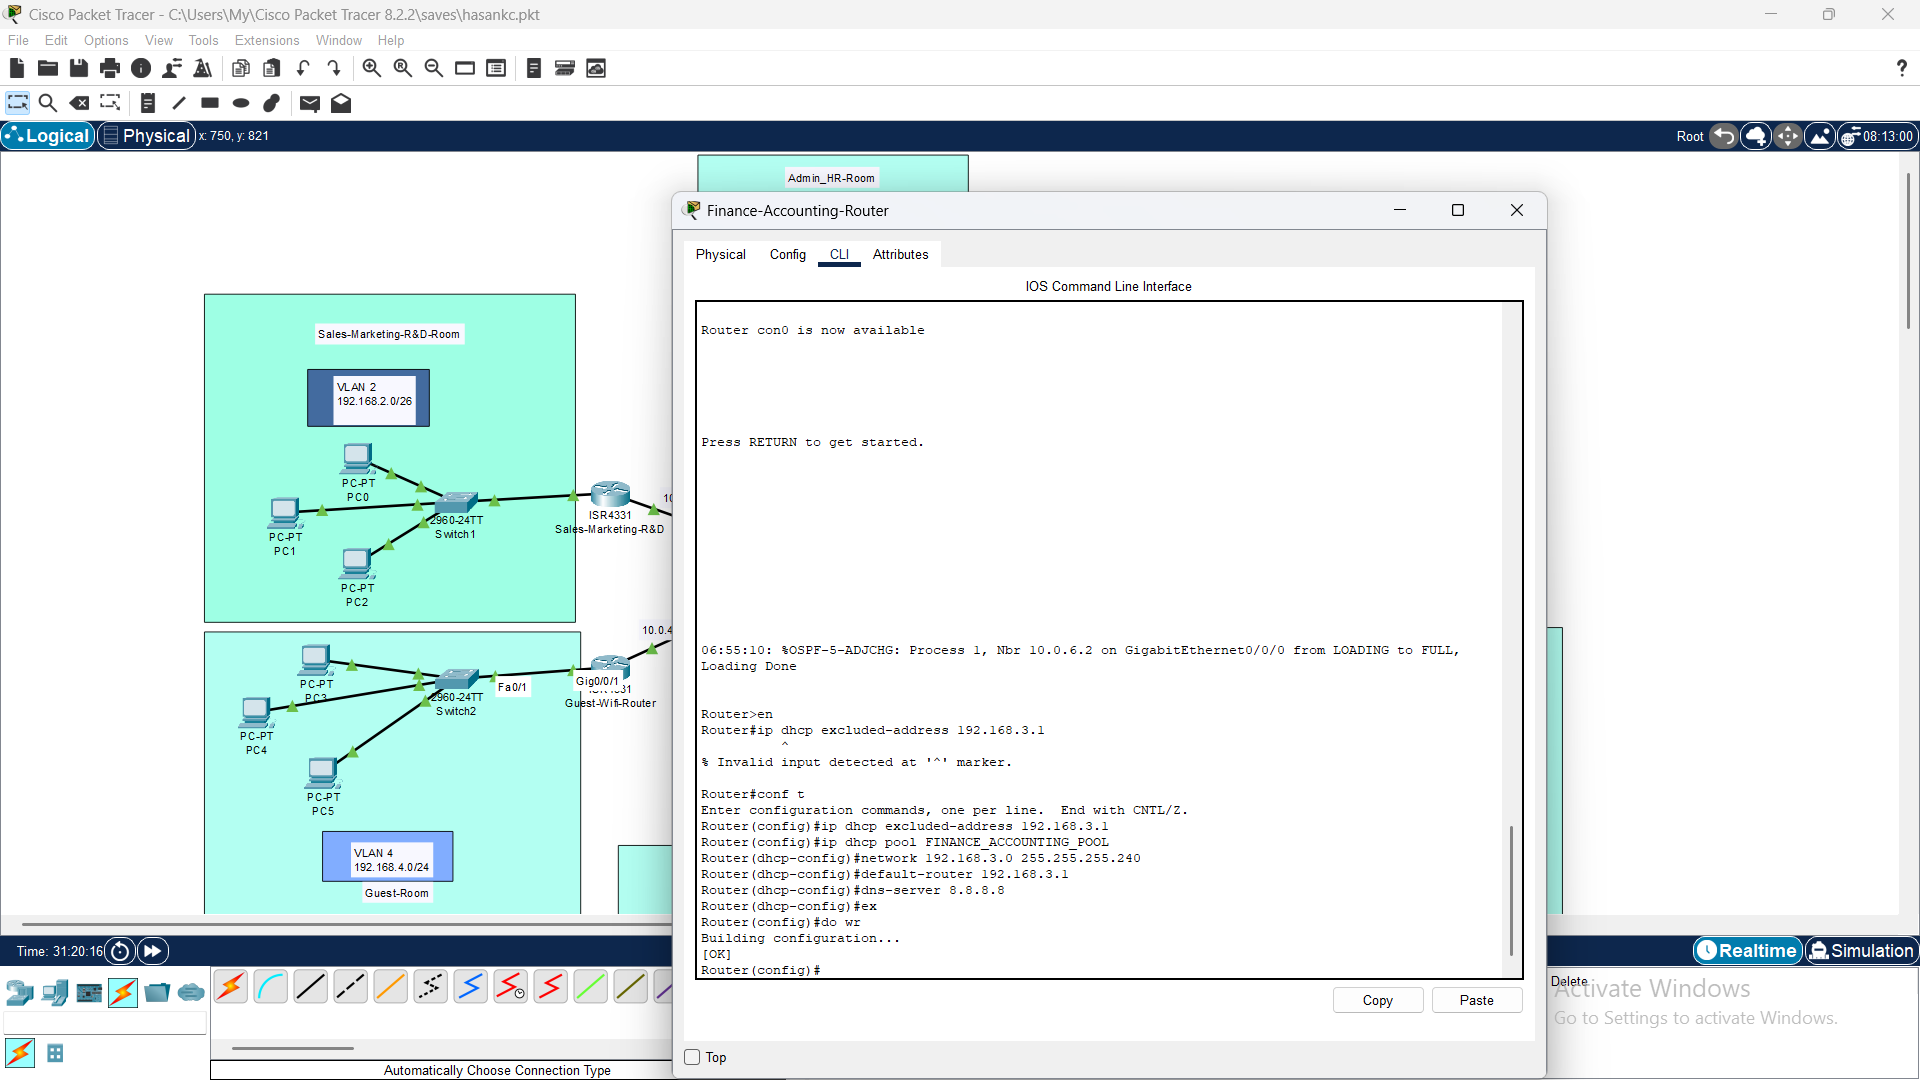 Cisco Packet Tracer - C:\Users\My\Cisco Packet Tracer 8.2.2\saves\hasankc.pkt
File Edit Options View Tools Extensions Window Help
Logical Physical x: 750, y: 821
Root 08:13:00
Admin_HR-Room
Sales-Marketing-R&D-Room
VLAN 2
192.168.2.0/26
PC-PT
PC0
PC-PT
PC1
PC-PT
PC2
2960-24TT
Switch1
ISR4331
Sales-Marketing-R&D
10.0.4
PC-PT
PC3
PC-PT
PC4
PC-PT
PC5
2960-24TT
Switch2
Fa0/1
Gig0/0/1
Guest-Wifi-Router
VLAN 4
192.168.4.0/24
Guest-Room
Finance-Accounting-Router
Physical Config CLI Attributes
IOS Command Line Interface
Router con0 is now available
Press RETURN to get started.
06:55:10: %OSPF-5-ADJCHG: Process 1, Nbr 10.0.6.2 on GigabitEthernet0/0/0 from LOADING to FULL,
Loading Done
Router>en
Router#ip dhcp excluded-address 192.168.3.1
^
% Invalid input detected at '^' marker.
Router#conf t
Enter configuration commands, one per line. End with CNTL/Z.
Router(config)#ip dhcp excluded-address 192.168.3.1
Router(config)#ip dhcp pool FINANCE_ACCOUNTING_POOL
Router(dhcp-config)#network 192.168.3.0 255.255.255.240
Router(dhcp-config)#default-router 192.168.3.1
Router(dhcp-config)#dns-server 8.8.8.8
Router(dhcp-config)#ex
Router(config)#do wr
Building configuration...
[OK]
Router(config)#
Copy Paste
Top
Time: 31:20:16
Realtime Simulation
Delete
Activate Windows
Go to Settings to activate Windows.
Automatically Choose Connection Type